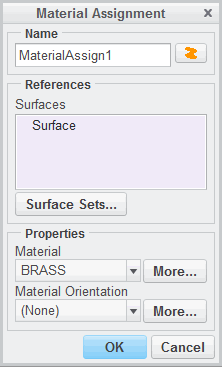 Material Assignment
Name
MaterialAssign1
References
Surfaces
Surface
Surface Sets...
Properties
Material
BRASS
More...
Material Orientation
(None)
More...
OK
Cancel